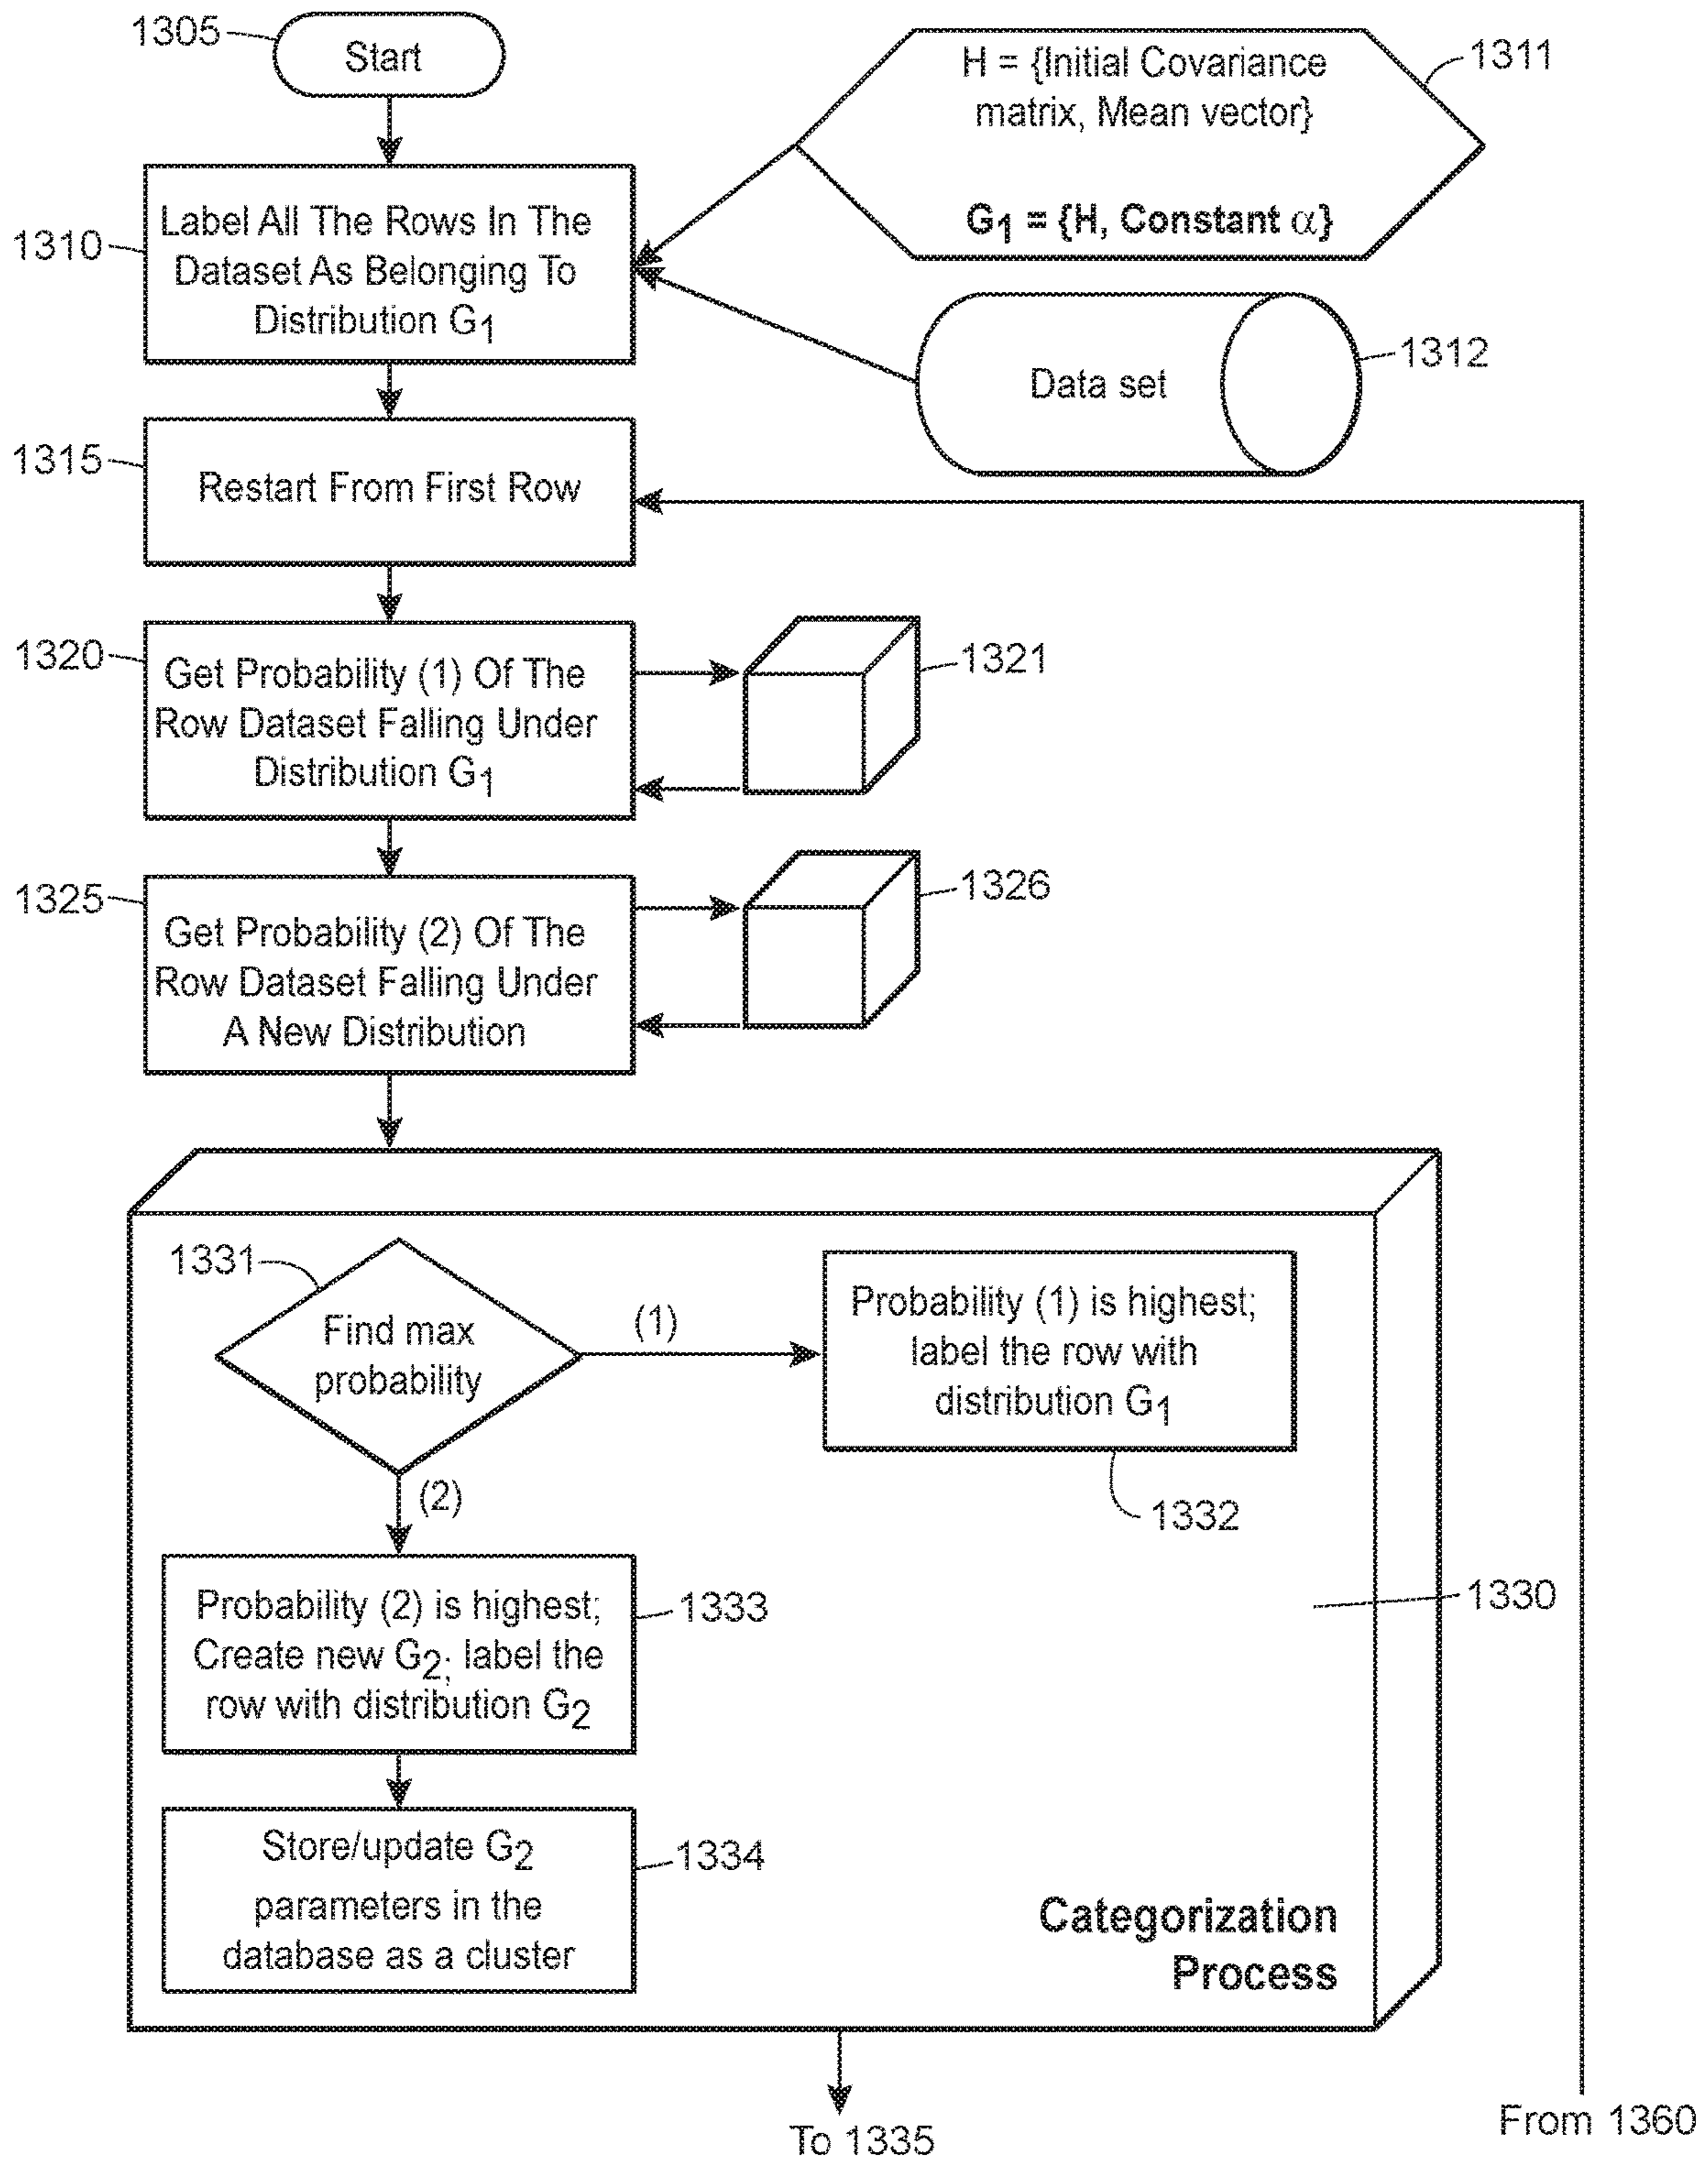 1305
Start
H = {Initial Covariance
matrix, Mean vector}
G1 = {H, Constant α}
1311
1310
Label All The Rows In The
Dataset As Belonging To
Distribution G1
Data set
1312
1315
Restart From First Row
1320
Get Probability (1) Of The
Row Dataset Falling Under
Distribution G1
1321
1325
Get Probability (2) Of The
Row Dataset Falling Under
A New Distribution
1326
1331
Find max
probability
(1)
Probability (1) is highest;
label the row with
distribution G1
1332
(2)
Probability (2) is highest;
Create new G2; label the
row with distribution G2
1333
1330
Store/update G2
parameters in the
database as a cluster
1334
Categorization
Process
To 1335
From 1360